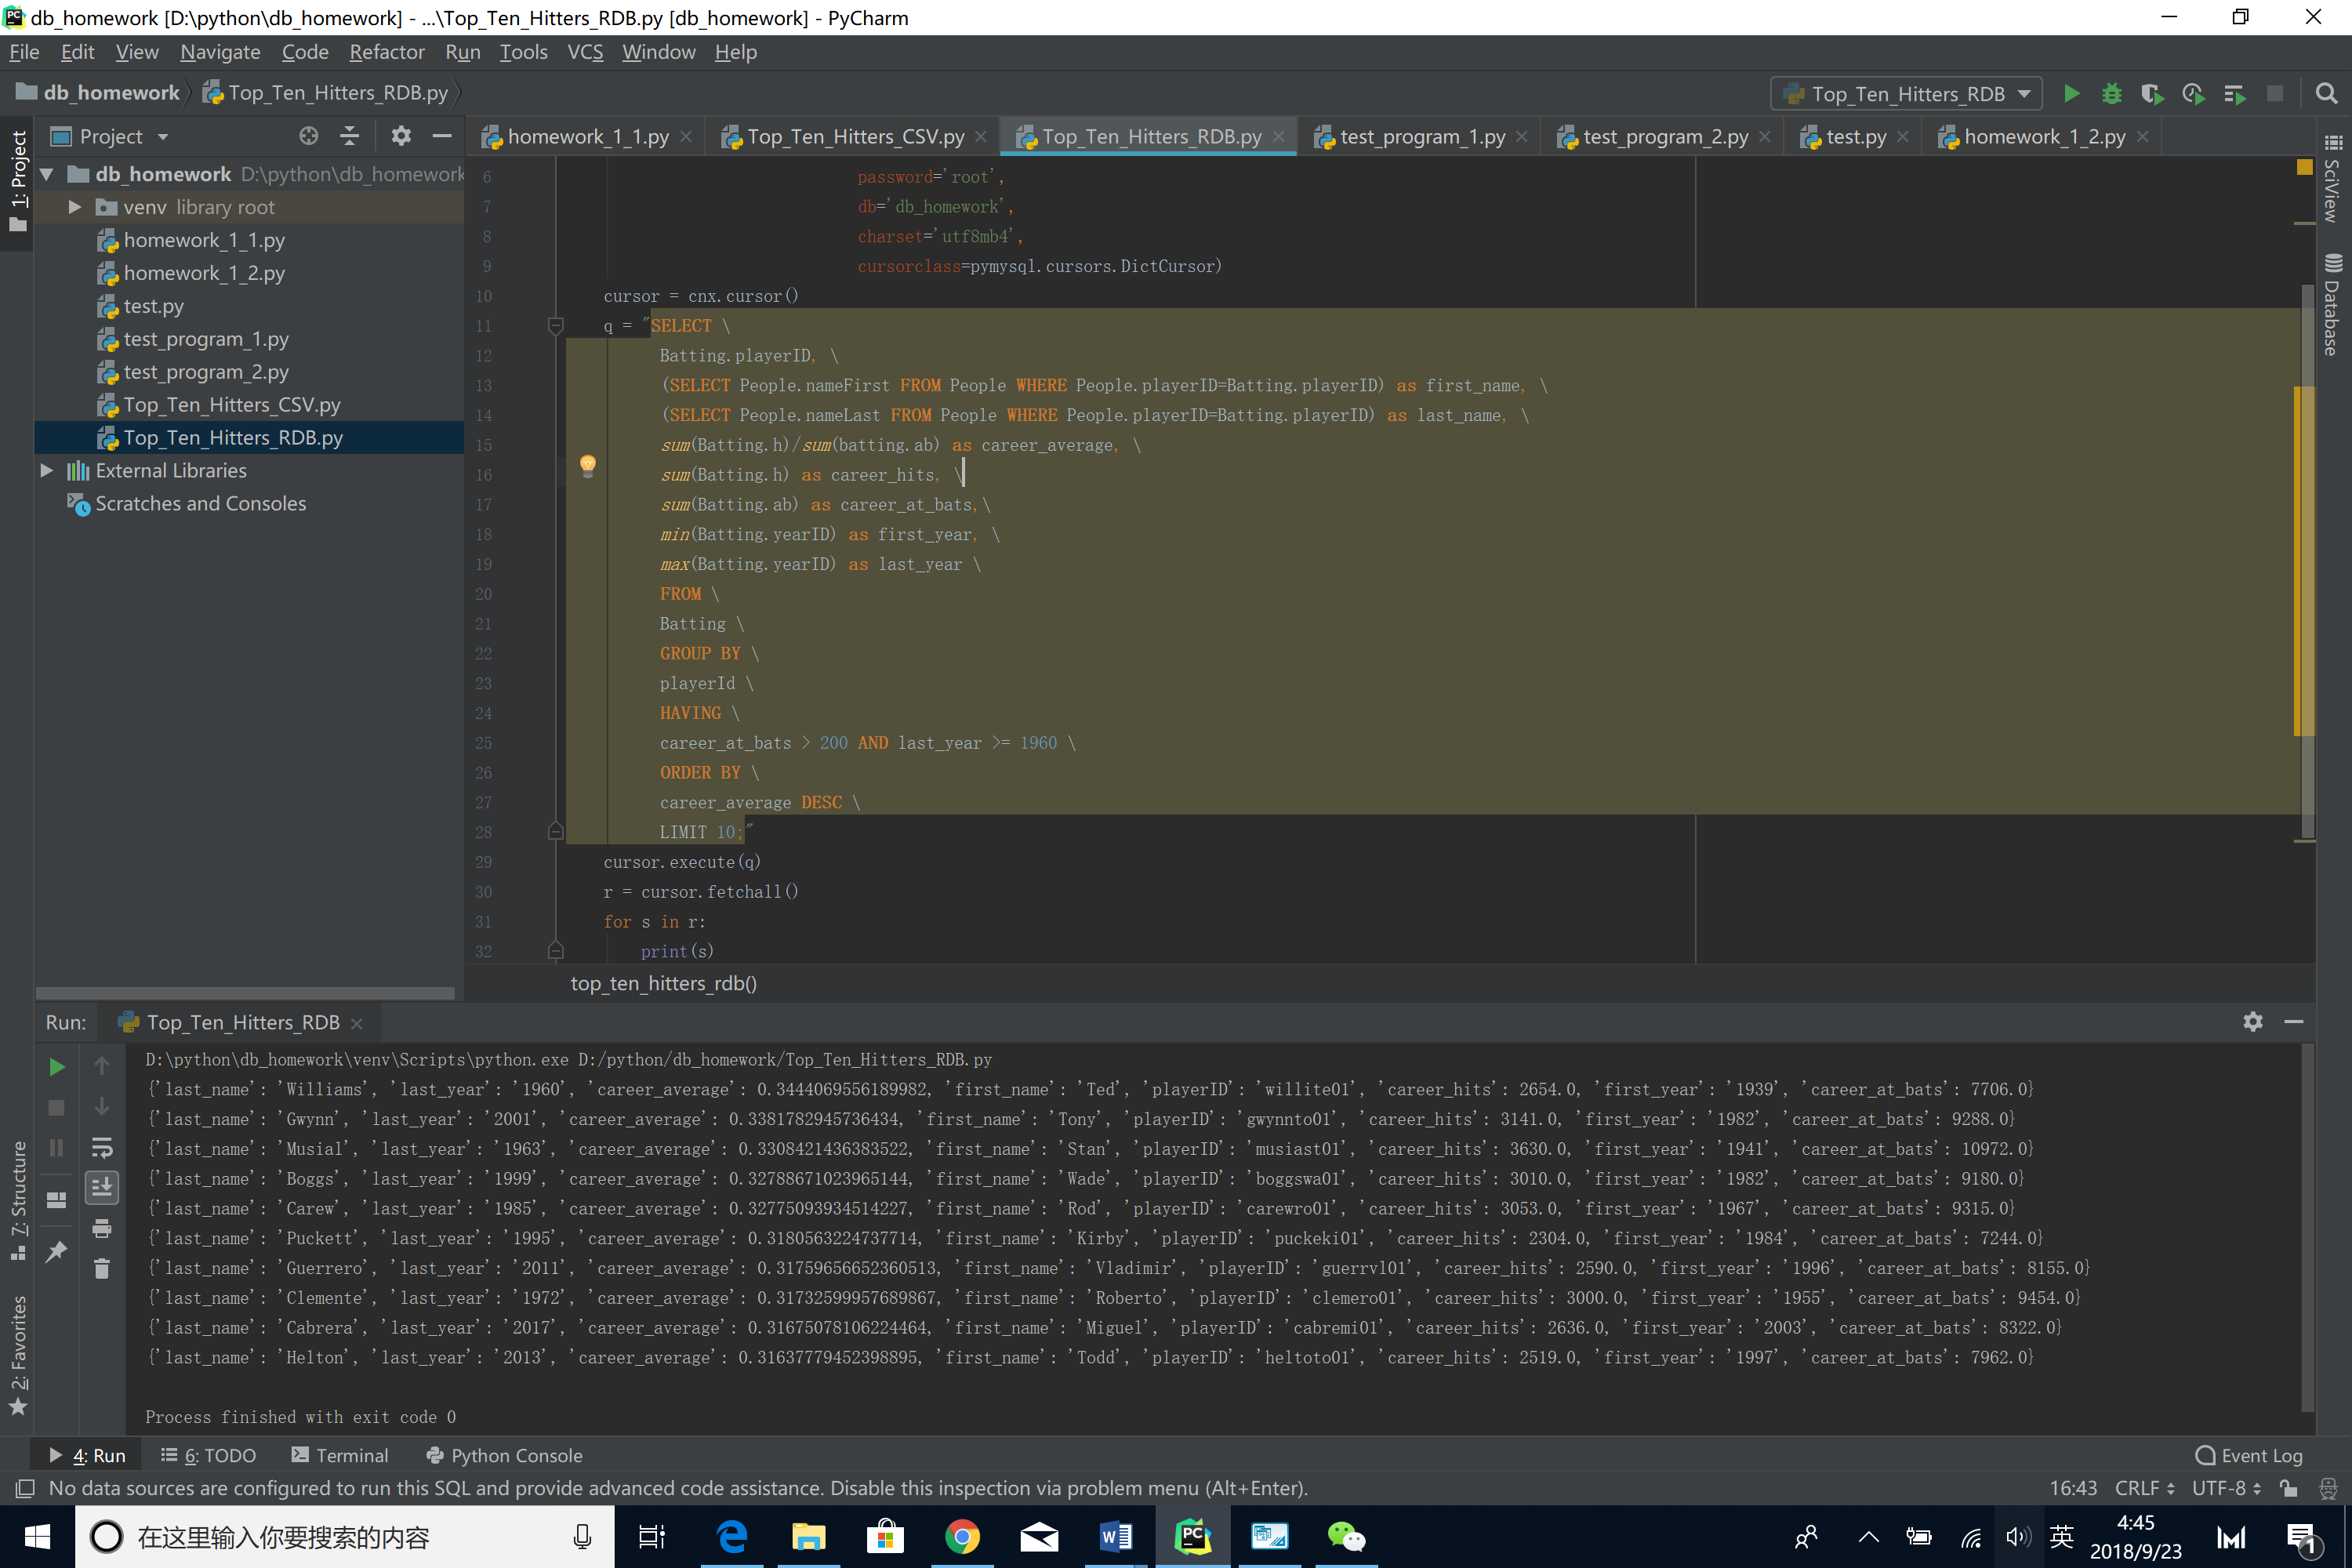 db_homework [D:\python\db_homework] - ...\Top_Ten_Hitters_RDB.py [db_homework] - PyCharm
File Edit View Navigate Code Refactor Run Tools VCS Window Help
db_homework Top_Ten_Hitters_RDB.py Top_Ten_Hitters_RDB
1: Project
Project
homework_1_1.py Top_Ten_Hitters_CSV.py Top_Ten_Hitters_RDB.py test_program_1.py test_program_2.py test.py homework_1_2.py
db_homework D:\python\db_homework
venv library root
homework_1_1.py
homework_1_2.py
test.py
test_program_1.py
test_program_2.py
Top_Ten_Hitters_CSV.py
Top_Ten_Hitters_RDB.py
External Libraries
Scratches and Consoles
6 password='root',
7 db='db_homework',
8 charset='utf8mb4',
9 cursorclass=pymysql.cursors.DictCursor)
10 cursor = cnx.cursor()
11 q = "SELECT \
12 Batting.playerID, \
13 (SELECT People.nameFirst FROM People WHERE People.playerID=Batting.playerID) as first_name, \
14 (SELECT People.nameLast FROM People WHERE People.playerID=Batting.playerID) as last_name, \
15 sum(Batting.h)/sum(batting.ab) as career_average, \
16 sum(Batting.h) as career_hits, \
17 sum(Batting.ab) as career_at_bats,\
18 min(Batting.yearID) as first_year, \
19 max(Batting.yearID) as last_year \
20 FROM \
21 Batting \
22 GROUP BY \
23 playerId \
24 HAVING \
25 career_at_bats > 200 AND last_year >= 1960 \
26 ORDER BY \
27 career_average DESC \
28 LIMIT 10;"
29 cursor.execute(q)
30 r = cursor.fetchall()
31 for s in r:
32 print(s)
top_ten_hitters_rdb()
SciView
Database
Run: Top_Ten_Hitters_RDB
D:\python\db_homework\venv\Scripts\python.exe D:/python/db_homework/Top_Ten_Hitters_RDB.py
{'last_name': 'Williams', 'last_year': '1960', 'career_average': 0.3444069556189982, 'first_name': 'Ted', 'playerID': 'willite01', 'career_hits': 2654.0, 'first_year': '1939', 'career_at_bats': 7706.0}
{'last_name': 'Gwynn', 'last_year': '2001', 'career_average': 0.3381782945736434, 'first_name': 'Tony', 'playerID': 'gwynnto01', 'career_hits': 3141.0, 'first_year': '1982', 'career_at_bats': 9288.0}
{'last_name': 'Musial', 'last_year': '1963', 'career_average': 0.3308421436383522, 'first_name': 'Stan', 'playerID': 'musiast01', 'career_hits': 3630.0, 'first_year': '1941', 'career_at_bats': 10972.0}
{'last_name': 'Boggs', 'last_year': '1999', 'career_average': 0.32788671023965144, 'first_name': 'Wade', 'playerID': 'boggswa01', 'career_hits': 3010.0, 'first_year': '1982', 'career_at_bats': 9180.0}
{'last_name': 'Carew', 'last_year': '1985', 'career_average': 0.32775093934514227, 'first_name': 'Rod', 'playerID': 'carewro01', 'career_hits': 3053.0, 'first_year': '1967', 'career_at_bats': 9315.0}
{'last_name': 'Puckett', 'last_year': '1995', 'career_average': 0.3180563224737714, 'first_name': 'Kirby', 'playerID': 'puckeki01', 'career_hits': 2304.0, 'first_year': '1984', 'career_at_bats': 7244.0}
{'last_name': 'Guerrero', 'last_year': '2011', 'career_average': 0.31759656652360513, 'first_name': 'Vladimir', 'playerID': 'guerrvl01', 'career_hits': 2590.0, 'first_year': '1996', 'career_at_bats': 8155.0}
{'last_name': 'Clemente', 'last_year': '1972', 'career_average': 0.31732599957689867, 'first_name': 'Roberto', 'playerID': 'clemero01', 'career_hits': 3000.0, 'first_year': '1955', 'career_at_bats': 9454.0}
{'last_name': 'Cabrera', 'last_year': '2017', 'career_average': 0.31675078106224464, 'first_name': 'Miguel', 'playerID': 'cabremi01', 'career_hits': 2636.0, 'first_year': '2003', 'career_at_bats': 8322.0}
{'last_name': 'Helton', 'last_year': '2013', 'career_average': 0.31637779452398895, 'first_name': 'Todd', 'playerID': 'heltoto01', 'career_hits': 2519.0, 'first_year': '1997', 'career_at_bats': 7962.0}
Process finished with exit code 0
7: Structure
2: Favorites
4: Run 6: TODO Terminal Python Console Event Log
No data sources are configured to run this SQL and provide advanced code assistance. Disable this inspection via problem menu (Alt+Enter). 16:43 CRLF UTF-8
在这里输入你要搜索的内容 英 4:45
2018/9/23
1